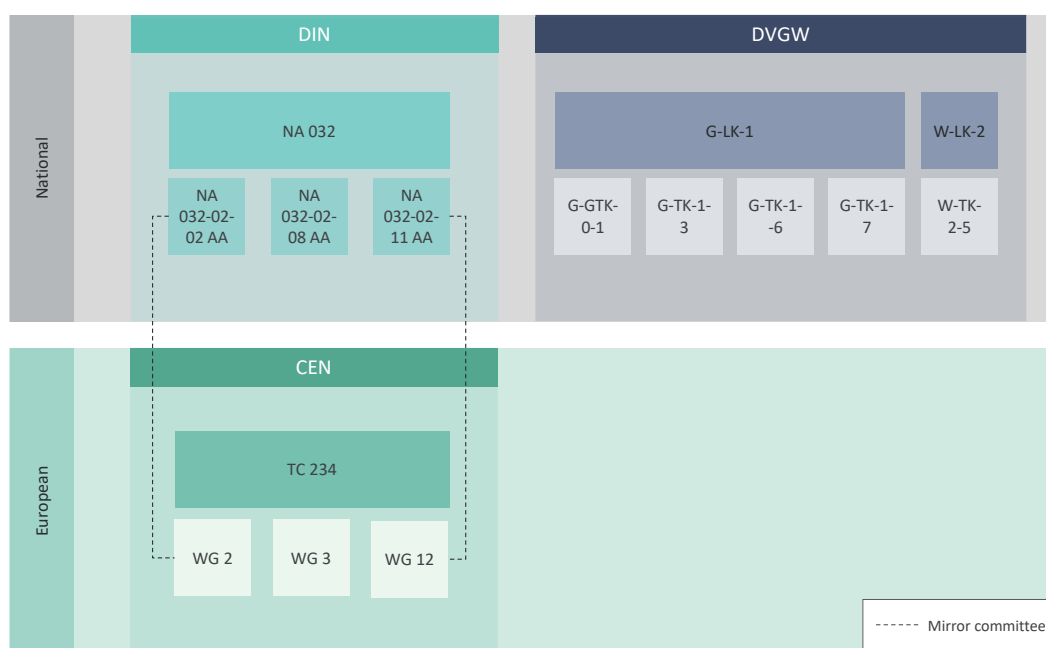 DIN
DVGW
National
NA 032
G-LK-1
W-LK-2
NA
032-02-
02 AA
NA
032-02-
08 AA
NA
032-02-
11 AA
G-GTK-
0-1
G-TK-1-
3
G-TK-1-
-6
G-TK-1-
7
W-TK-
2-5
CEN
European
TC 234
WG 2
WG 3
WG 12
Mirror committee